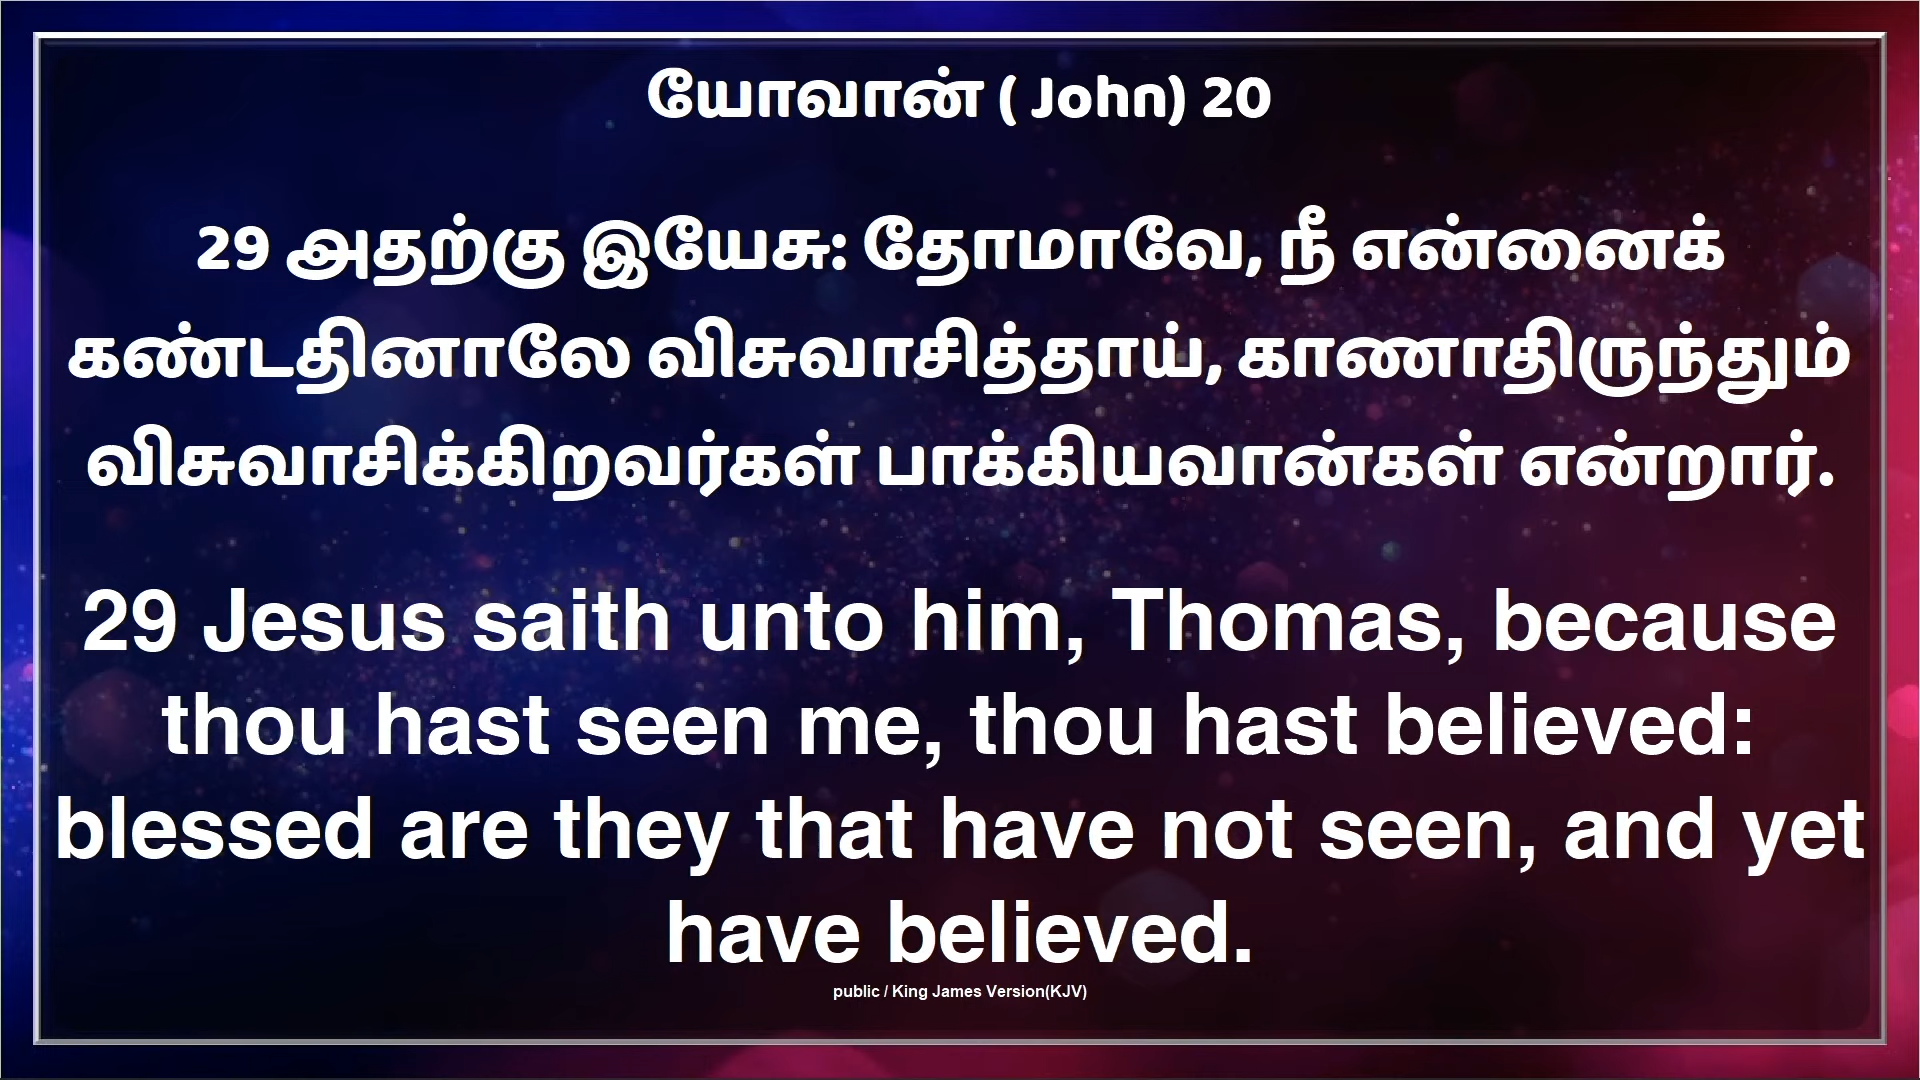 யோவான் ( John) 20
29 அதற்கு இயேசு: தோமாவே, நீ என்னைக்
கண்டதினாலே விசுவாசித்தாய், காணாதிருந்தும்
விசுவாசிக்கிறவர்கள் பாக்கியவான்கள் என்றார்.
29 Jesus saith unto him, Thomas, because
thou hast seen me, thou hast believed:
blessed are they that have not seen, and yet
have believed.
public / King James Version(KJV)